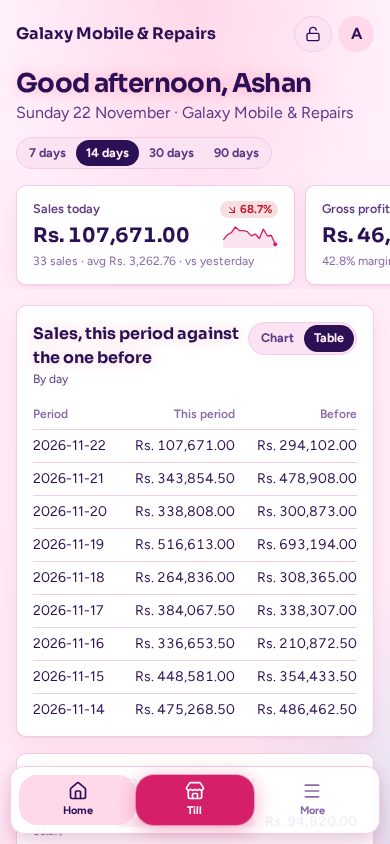 Galaxy Mobile & Repairs
A
Good afternoon, Ashan
Sunday 22 November · Galaxy Mobile & Repairs
7 days 14 days 30 days 90 days
Sales today 68.7%
Rs. 107,671.00
33 sales · avg Rs. 3,262.76 · vs yesterday
Gross profit
Rs. 46,
42.8% margin
Sales, this period against
the one before
Chart Table
By day
Period This period Before
2026-11-22 Rs. 107,671.00 Rs. 294,102.00
2026-11-21 Rs. 343,854.50 Rs. 478,908.00
2026-11-20 Rs. 338,808.00 Rs. 300,873.00
2026-11-19 Rs. 516,613.00 Rs. 693,194.00
2026-11-18 Rs. 264,836.00 Rs. 308,365.00
2026-11-17 Rs. 384,067.50 Rs. 338,307.00
2026-11-16 Rs. 336,653.50 Rs. 210,872.50
2026-11-15 Rs. 448,581.00 Rs. 354,433.50
2026-11-14 Rs. 475,268.50 Rs. 486,462.50
Rs. 94,820.00
Home Till More